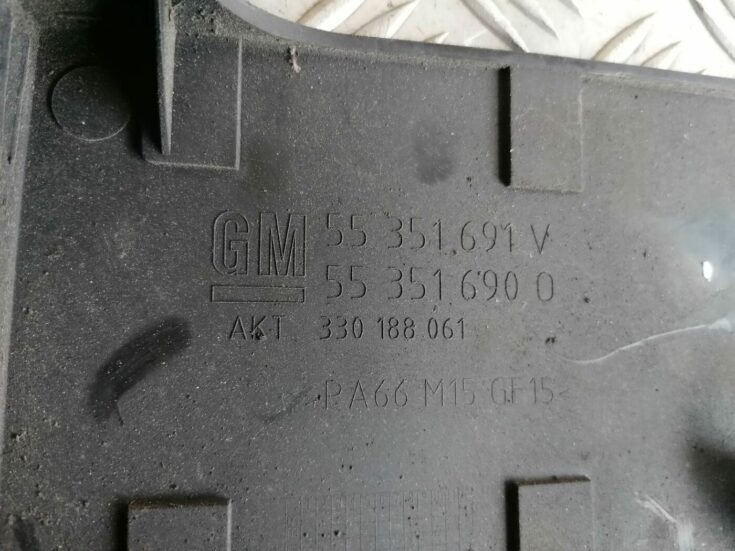 GM 55 351 691 V
55 351 690 0
AKT 330 188 061
PA66 M15 GF15<